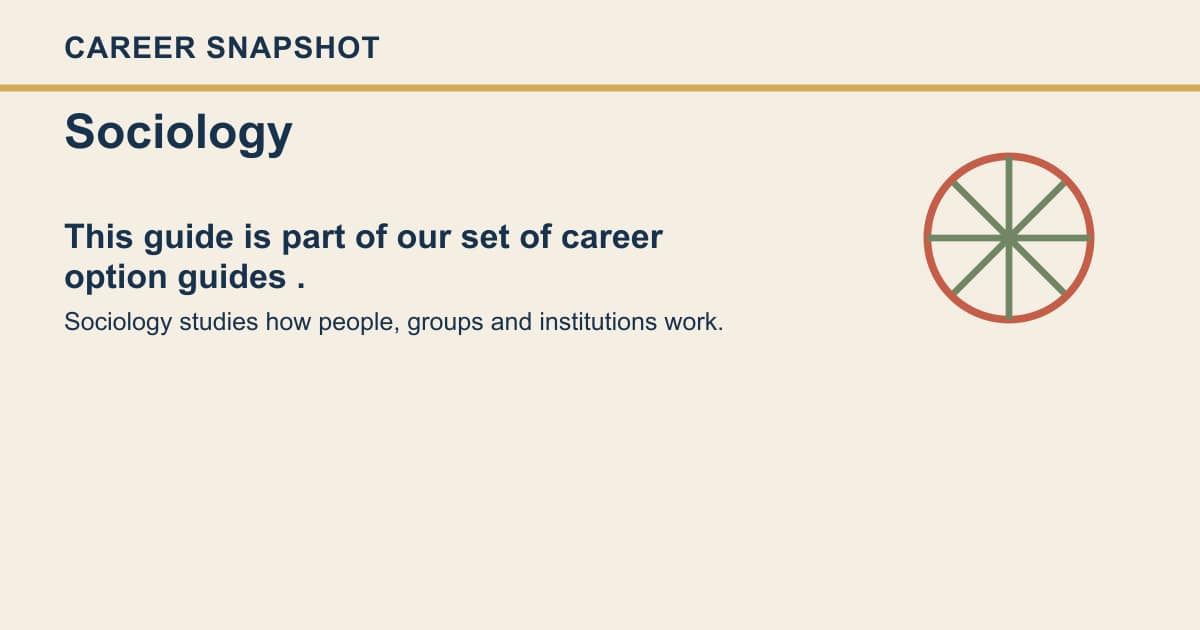 CAREER SNAPSHOT
Sociology
This guide is part of our set of career
option guides .
Sociology studies how people, groups and institutions work.